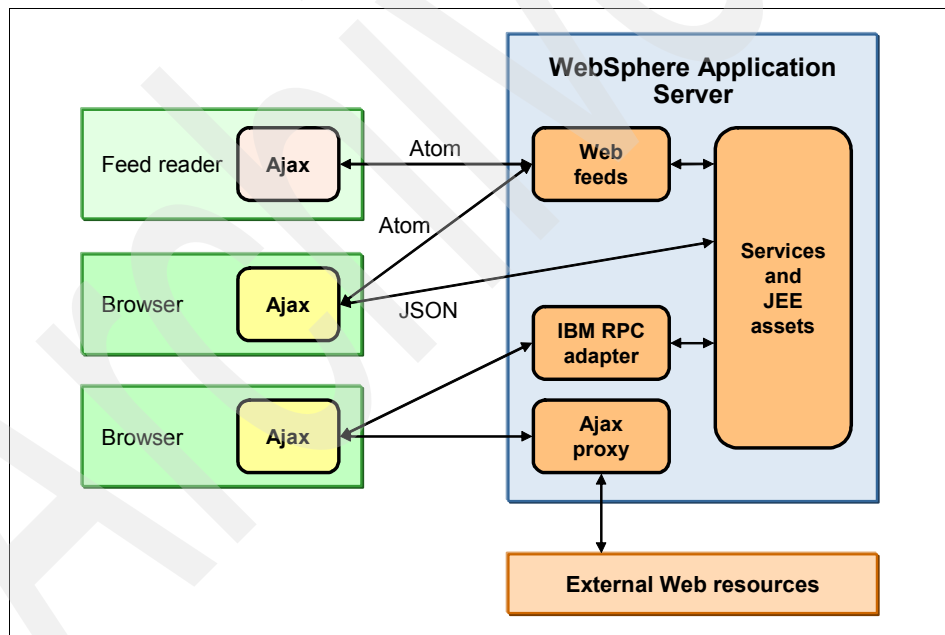 WebSphere Application
Server
Feed reader
Ajax
Atom
Web
feeds
Atom
Services
and
JEE
assets
Browser
Ajax
JSON
IBM RPC
adapter
Browser
Ajax
Ajax
proxy
External Web resources